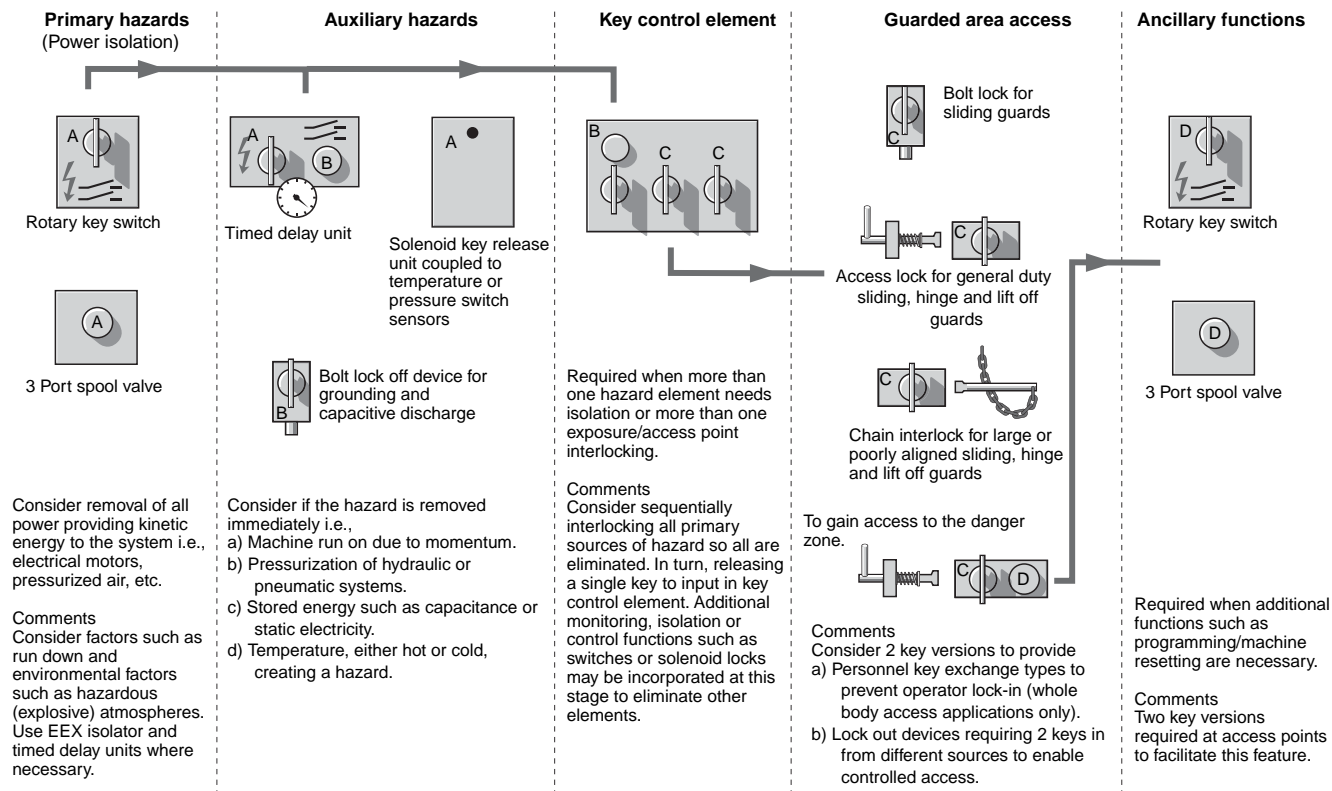 Primary hazards
(Power isolation)
A
Rotary key switch
A
3 Port spool valve
Consider removal of all
power providing kinetic
energy to the system i.e.,
electrical motors,
pressurized air, etc.
Comments
Consider factors such as
run down and
environmental factors
such as hazardous
(explosive) atmospheres.
Use EEX isolator and
timed delay units where
necessary.
Auxiliary hazards
A
B
Timed delay unit
A
Solenoid key release
unit coupled to
temperature or
pressure switch
sensors
B
Bolt lock off device for
grounding and
capacitive discharge
Consider if the hazard is removed
immediately i.e.,
a) Machine run on due to momentum.
b) Pressurization of hydraulic or
pneumatic systems.
c) Stored energy such as capacitance or
static electricity.
d) Temperature, either hot or cold,
creating a hazard.
Key control element
B
C C
Required when more than
one hazard element needs
isolation or more than one
exposure/access point
interlocking.
Comments
Consider sequentially
interlocking all primary
sources of hazard so all are
eliminated. In turn, releasing
a single key to input in key
control element. Additional
monitoring, isolation or
control functions such as
switches or solenoid locks
may be incorporated at this
stage to eliminate other
elements.
Guarded area access
C
Bolt lock for
sliding guards
C
Access lock for general duty
sliding, hinge and lift off
guards
C
Chain interlock for large or
poorly aligned sliding, hinge
and lift off guards
To gain access to the danger
zone.
C D
Comments
Consider 2 key versions to provide
a) Personnel key exchange types to
prevent operator lock-in (whole
body access applications only).
b) Lock out devices requiring 2 keys in
from different sources to enable
controlled access.
Ancillary functions
D
Rotary key switch
D
3 Port spool valve
Required when additional
functions such as
programming/machine
resetting are necessary.
Comments
Two key versions
required at access points
to facilitate this feature.